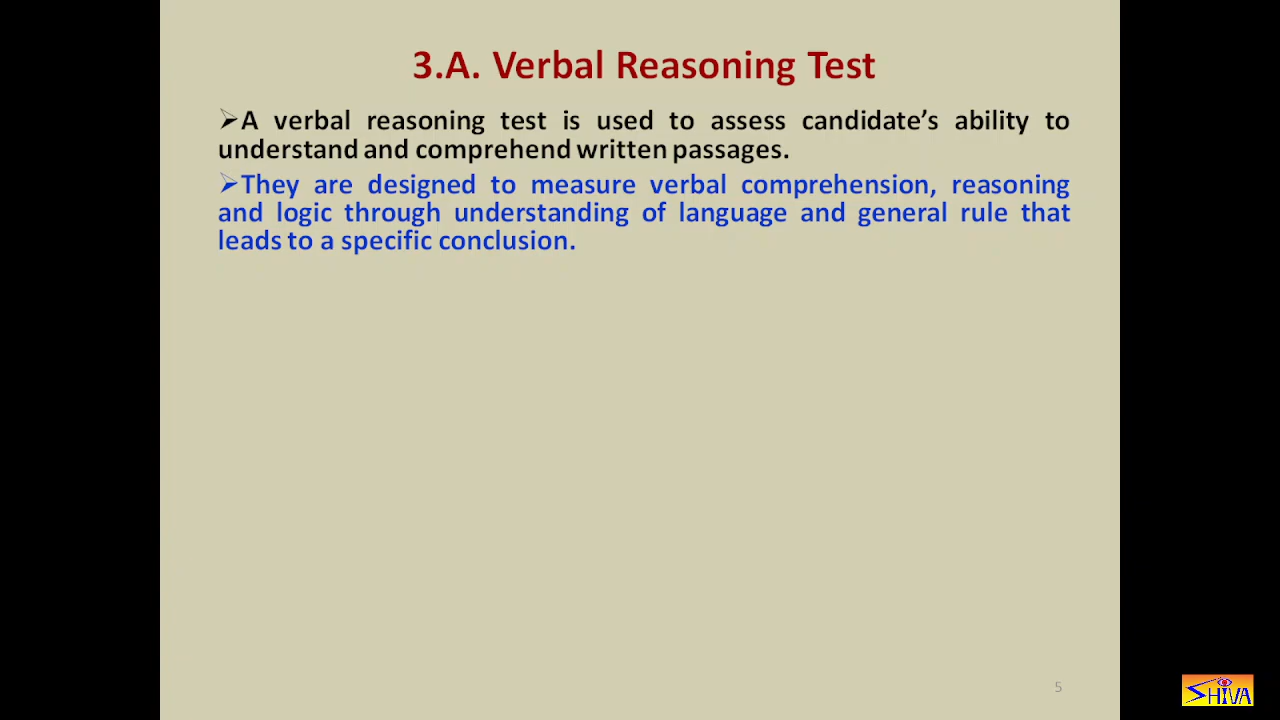 3.A. Verbal Reasoning Test
➢A verbal reasoning test is used to assess candidate’s ability to
understand and comprehend written passages.
➢They are designed to measure verbal comprehension, reasoning
and logic through understanding of language and general rule that
leads to a specific conclusion.
5
SHIVA